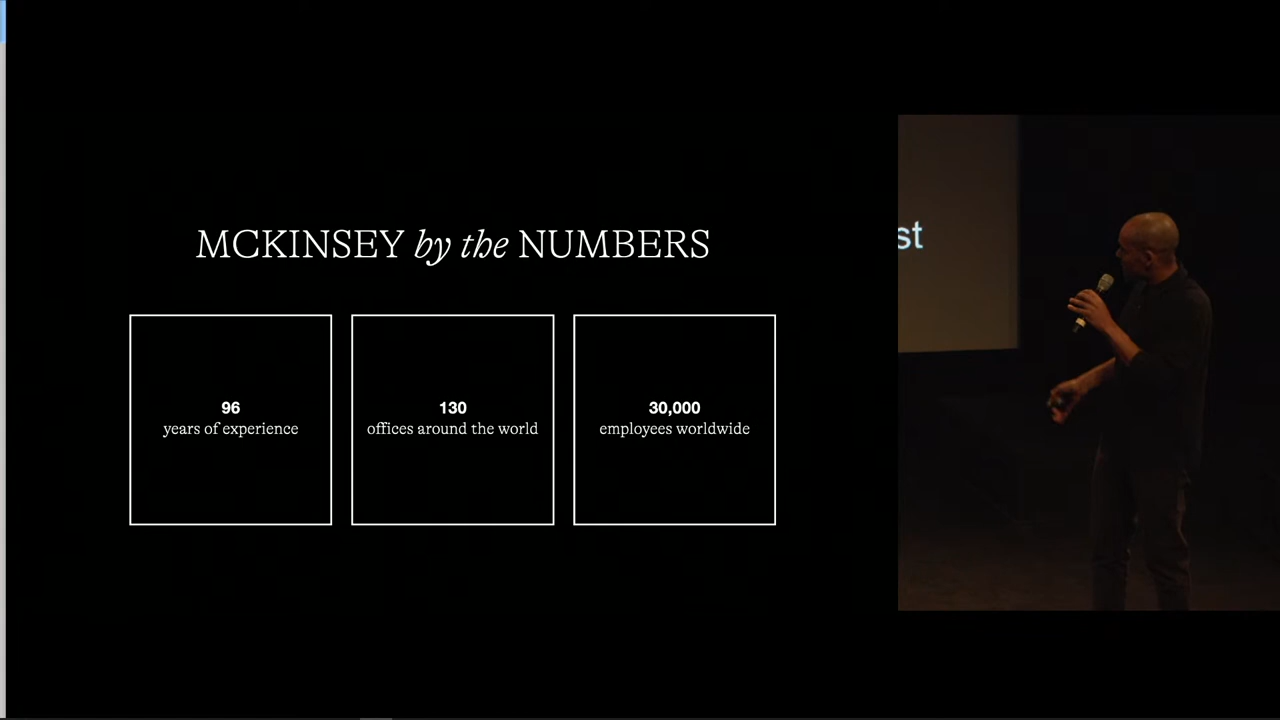 MCKINSEY by the NUMBERS
96
years of experience
130
offices around the world
30,000
employees worldwide
st